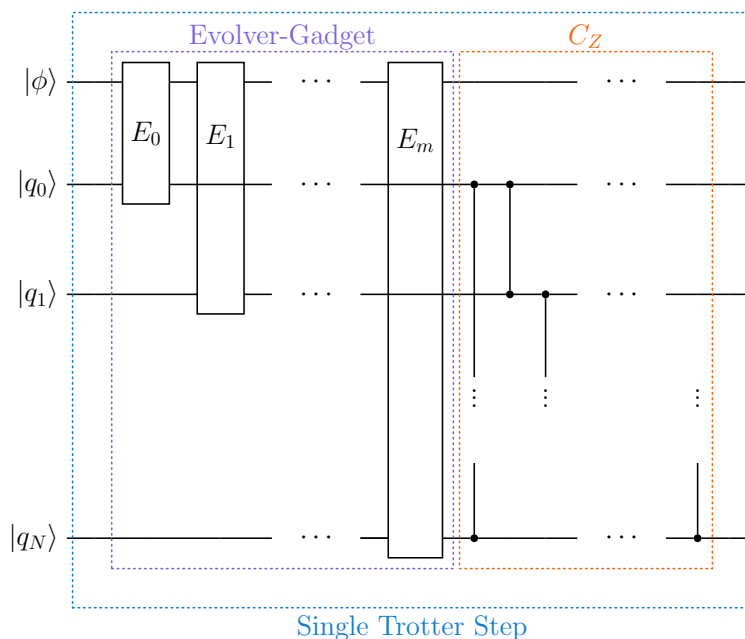 Evolver-Gadget
C_Z
|ϕ⟩
E_0
E_1
· · ·
E_m
· · ·
|q_0⟩
· · ·
· · ·
|q_1⟩
· · ·
· · ·
⋮
⋮
⋮
|q_N⟩
· · ·
· · ·
Single Trotter Step